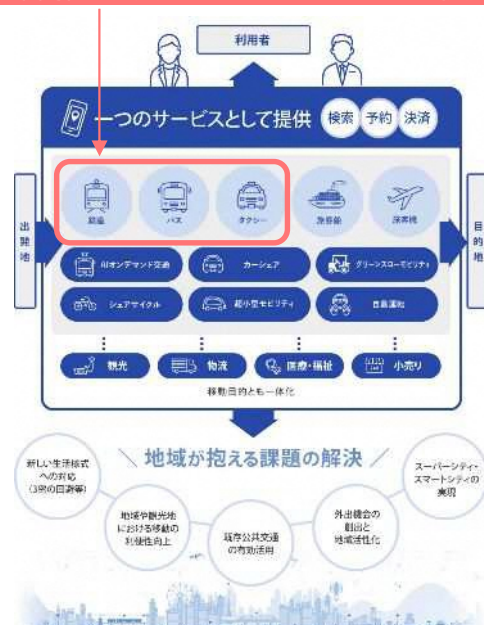 利用者
一つのサービスとして提供
検索 予約 決済
出発地
目的地
鉄道 バス タクシー 旅客船 旅客機
AIオンデマンド交通 カーシェア グリーンスローモビリティ
シェアサイクル 超小型モビリティ 自動運転
観光 物流 医療・福祉 小売り
移動目的とも一体化
地域が抱える課題の解決
新しい生活様式
への対応
(3密の回避等)
地域や観光地
における移動の
利便性向上
既存公共交通
の有効活用
外出機会の
創出と
地域活性化
スーパーシティ・
スマートシティの
実現